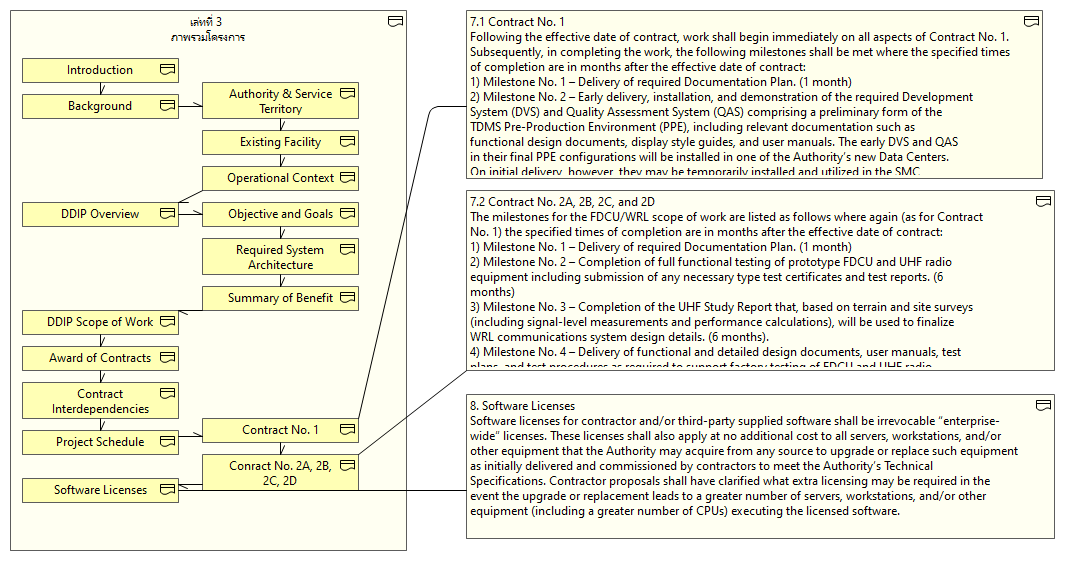 เล่มที่ 3
ภาพรวมโครงการ
Introduction
Background
Authority & Service
Territory
Existing Facility
Operational Context
DDIP Overview
Objective and Goals
Required System
Architecture
Summary of Benefit
DDIP Scope of Work
Award of Contracts
Contract
Interdependencies
Project Schedule
Contract No. 1
Conract No. 2A, 2B,
2C, 2D
Software Licenses
7.1 Contract No. 1
Following the effective date of contract, work shall begin immediately on all aspects of Contract No. 1.
Subsequently, in completing the work, the following milestones shall be met where the specified times
of completion are in months after the effective date of contract:
1) Milestone No. 1 – Delivery of required Documentation Plan. (1 month)
2) Milestone No. 2 – Early delivery, installation, and demonstration of the required Development
System (DVS) and Quality Assessment System (QAS) comprising a preliminary form of the
TDMS Pre-Production Environment (PPE), including relevant documentation such as
functional design documents, display style guides, and user manuals. The early DVS and QAS
in their final PPE configurations will be installed in one of the Authority's new Data Centers.
On initial delivery, however, they may be temporarily installed and utilized in the SMC
7.2 Contract No. 2A, 2B, 2C, and 2D
The milestones for the FDCU/WRL scope of work are listed as follows where again (as for Contract
No. 1) the specified times of completion are in months after the effective date of contract:
1) Milestone No. 1 – Delivery of required Documentation Plan. (1 month)
2) Milestone No. 2 – Completion of full functional testing of prototype FDCU and UHF radio
equipment including submission of any necessary type test certificates and test reports. (6
months)
3) Milestone No. 3 – Completion of the UHF Study Report that, based on terrain and site surveys
(including signal-level measurements and performance calculations), will be used to finalize
WRL communications system design details. (6 months).
4) Milestone No. 4 – Delivery of functional and detailed design documents, user manuals, test
plans, and test procedures as required to support factory testing of FDCU and UHF radio
8. Software Licenses
Software licenses for contractor and/or third-party supplied software shall be irrevocable "enterprise-
wide" licenses. These licenses shall also apply at no additional cost to all servers, workstations, and/or
other equipment that the Authority may acquire from any source to upgrade or replace such equipment
as initially delivered and commissioned by contractors to meet the Authority's Technical
Specifications. Contractor proposals shall have clarified what extra licensing may be required in the
event the upgrade or replacement leads to a greater number of servers, workstations, and/or other
equipment (including a greater number of CPUs) executing the licensed software.